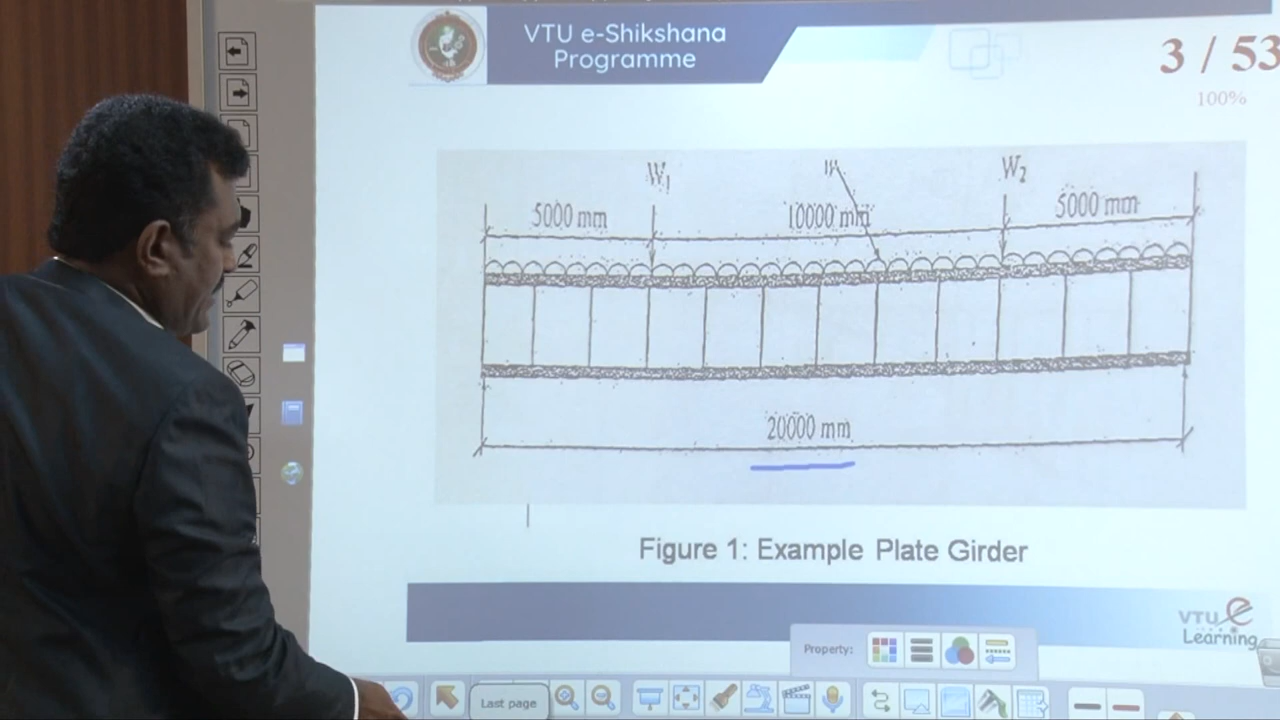 VTU e-Shikshana
Programme
3 / 53
100%
W₁
w
W₂
5000 mm
10000 mm
5000 mm
20000 mm
Figure 1: Example Plate Girder
VTU e
Learning
Property:
Last page